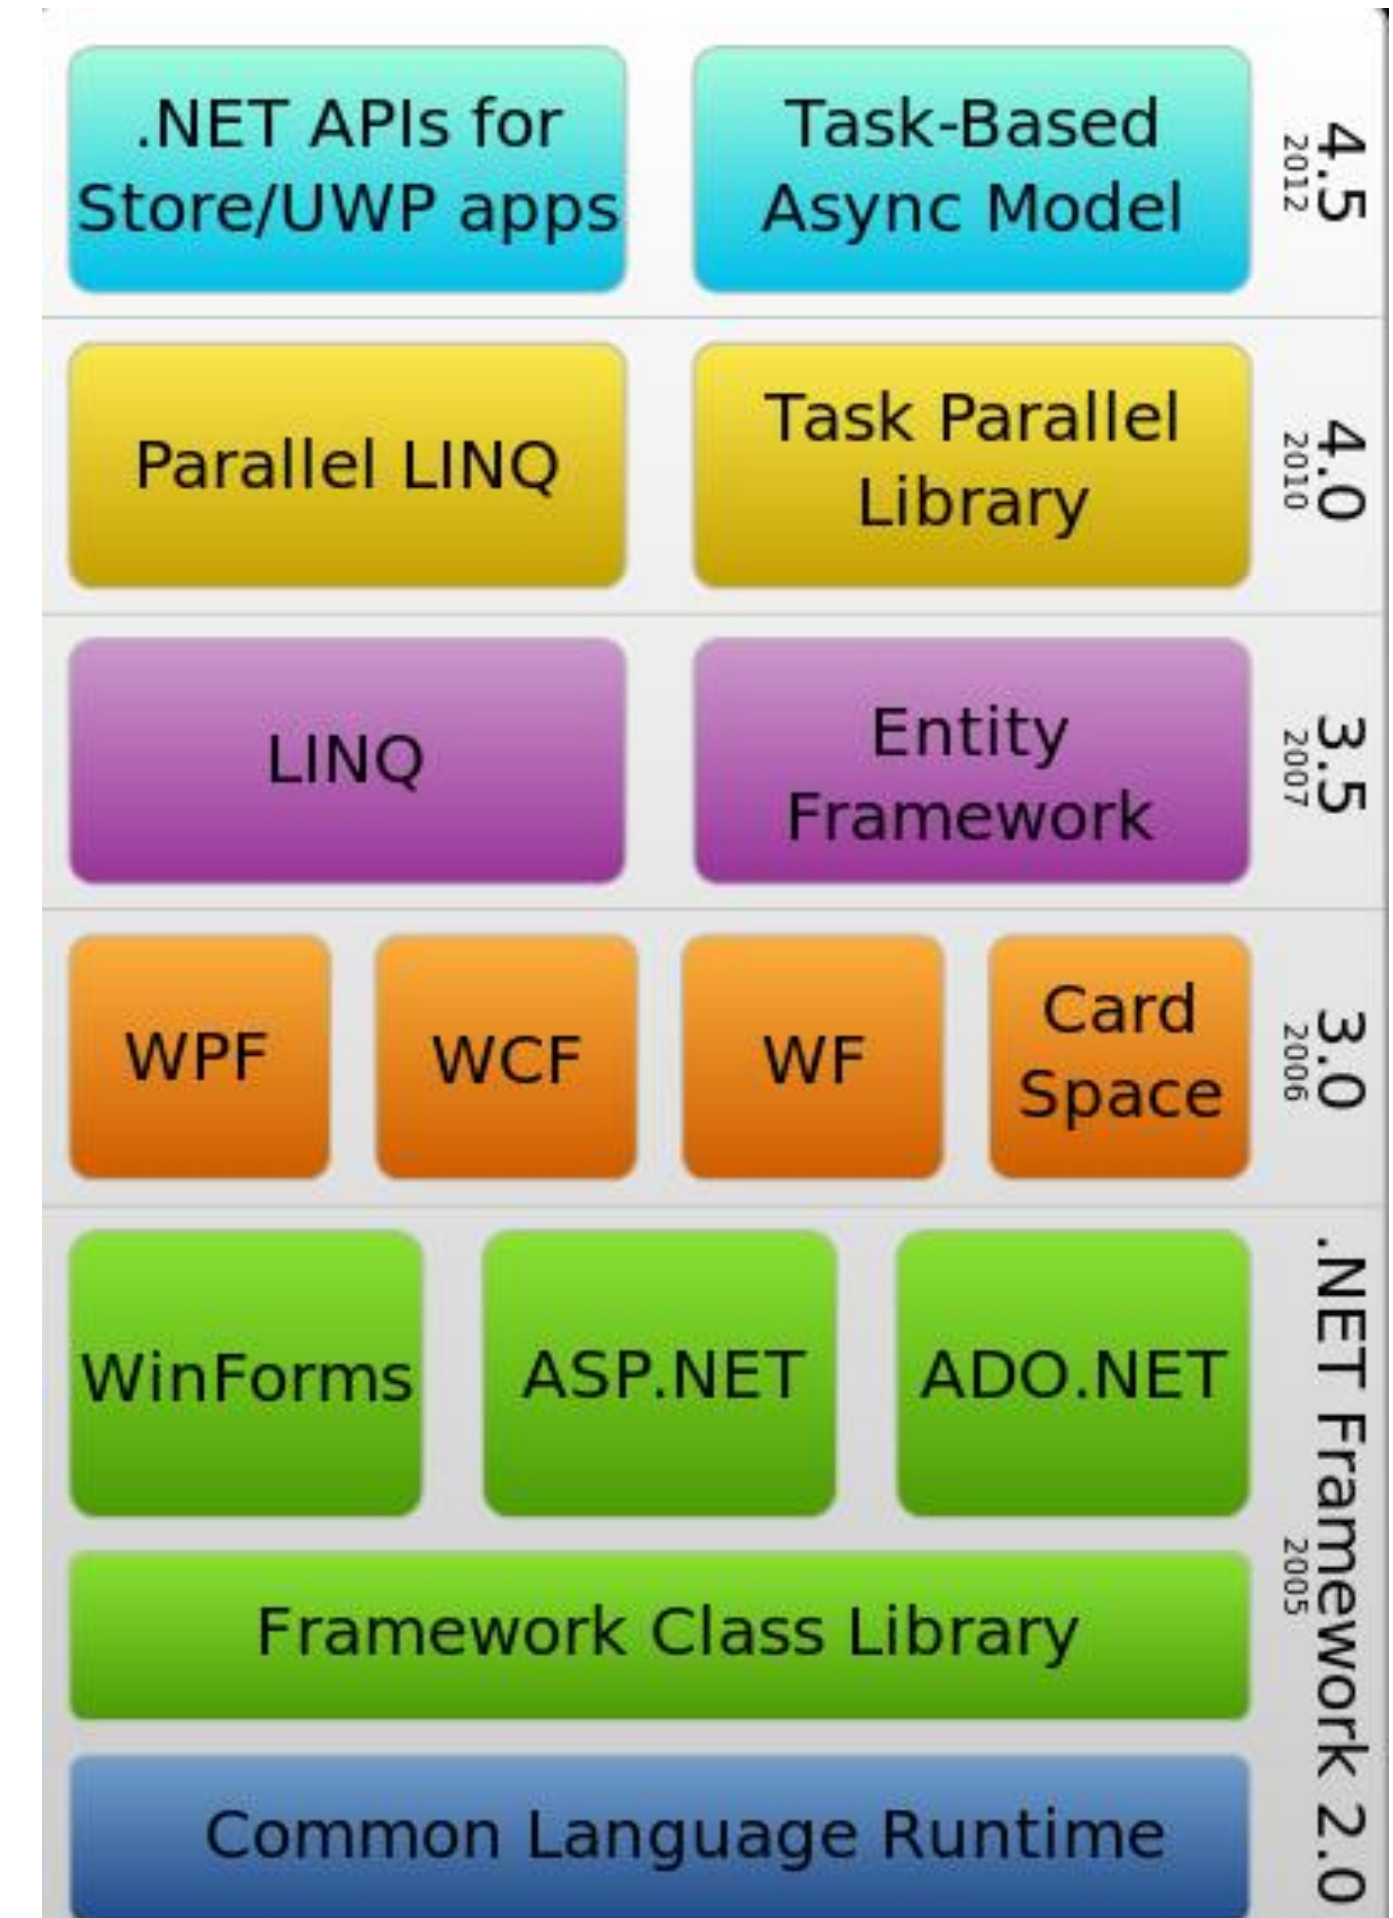 .NET APIs for
Store/UWP apps
Task-Based
Async Model
4.5
2012
Parallel LINQ
Task Parallel
Library
4.0
2010
LINQ
Entity
Framework
3.5
2007
WPF
WCF
WF
Card
Space
3.0
2006
WinForms
ASP.NET
ADO.NET
Framework Class Library
Common Language Runtime
.NET Framework 2.0
2005